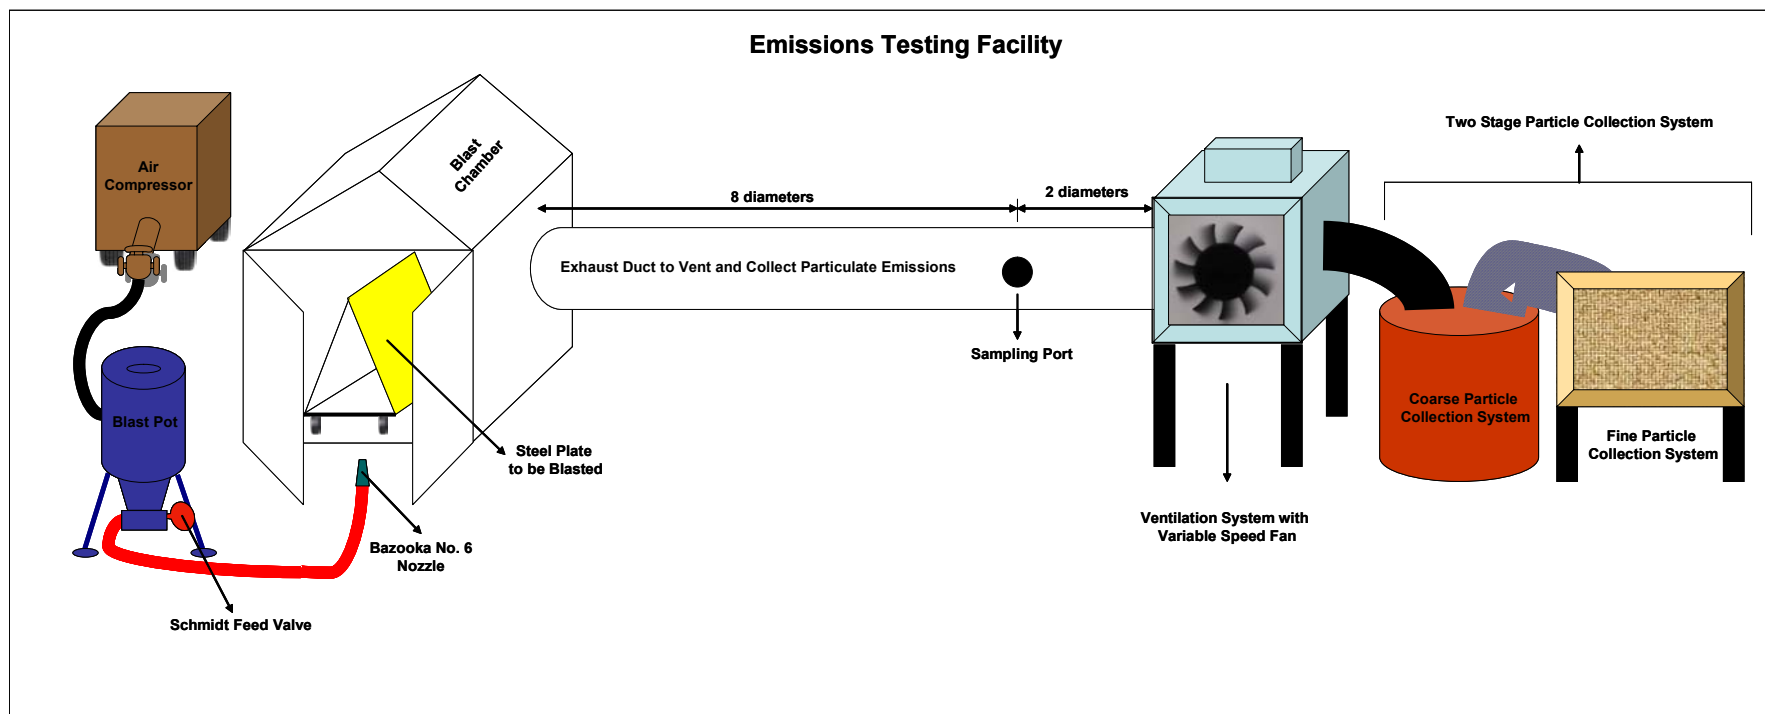 Emissions Testing Facility
Air
Compressor
Blast
Chamber
Two Stage Particle Collection System
8 diameters
2 diameters
Exhaust Duct to Vent and Collect Particulate Emissions
Sampling Port
Blast Pot
Steel Plate
to be Blasted
Coarse Particle
Collection System
Fine Particle
Collection System
Bazooka No. 6
Nozzle
Ventilation System with
Variable Speed Fan
Schmidt Feed Valve